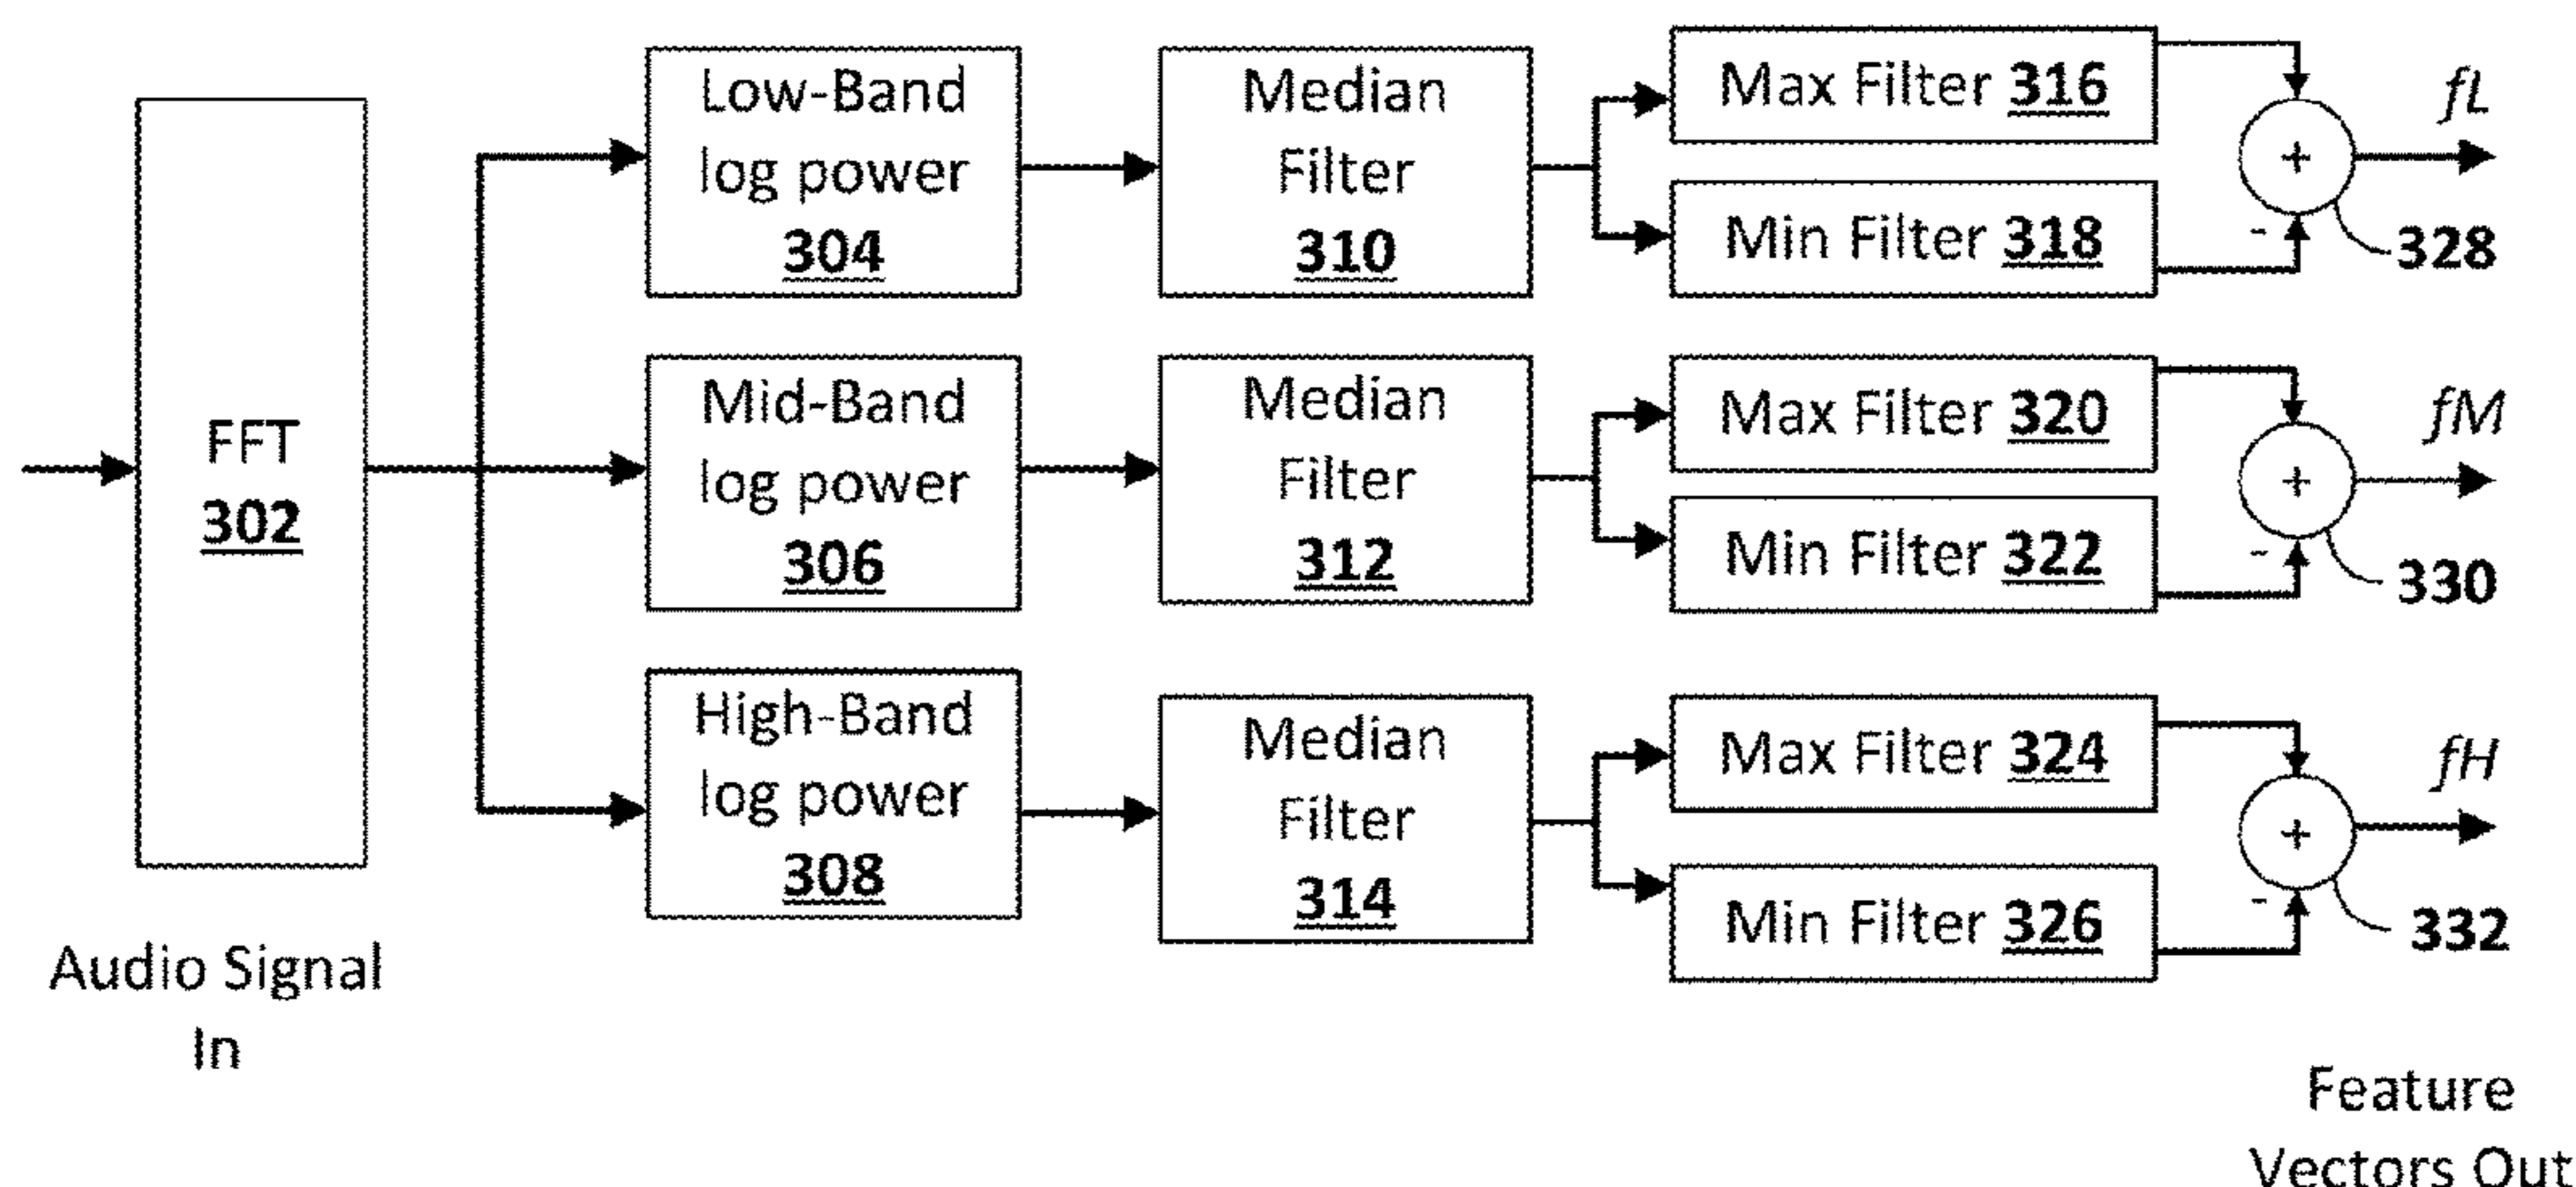 FFT
302
Audio Signal
In
Low-Band
log power
304
Mid-Band
log power
306
High-Band
log power
308
Median
Filter
310
Median
Filter
312
Median
Filter
314
Max Filter 316
Min Filter 318
Max Filter 320
Min Filter 322
Max Filter 324
Min Filter 326
+
-
fL
328
+
-
fM
330
+
-
fH
332
Feature
Vectors Out